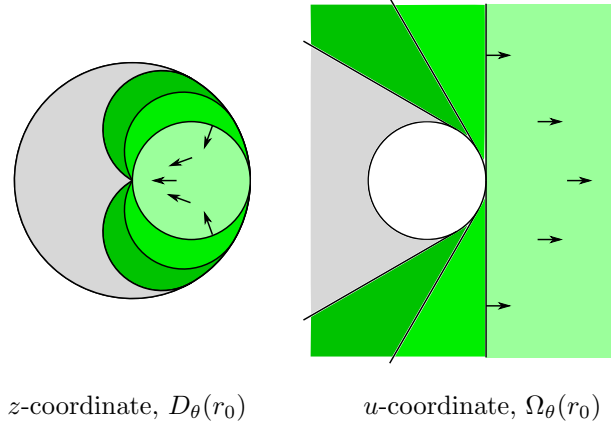 z-coordinate, D_θ(r_0)
u-coordinate, Ω_θ(r_0)